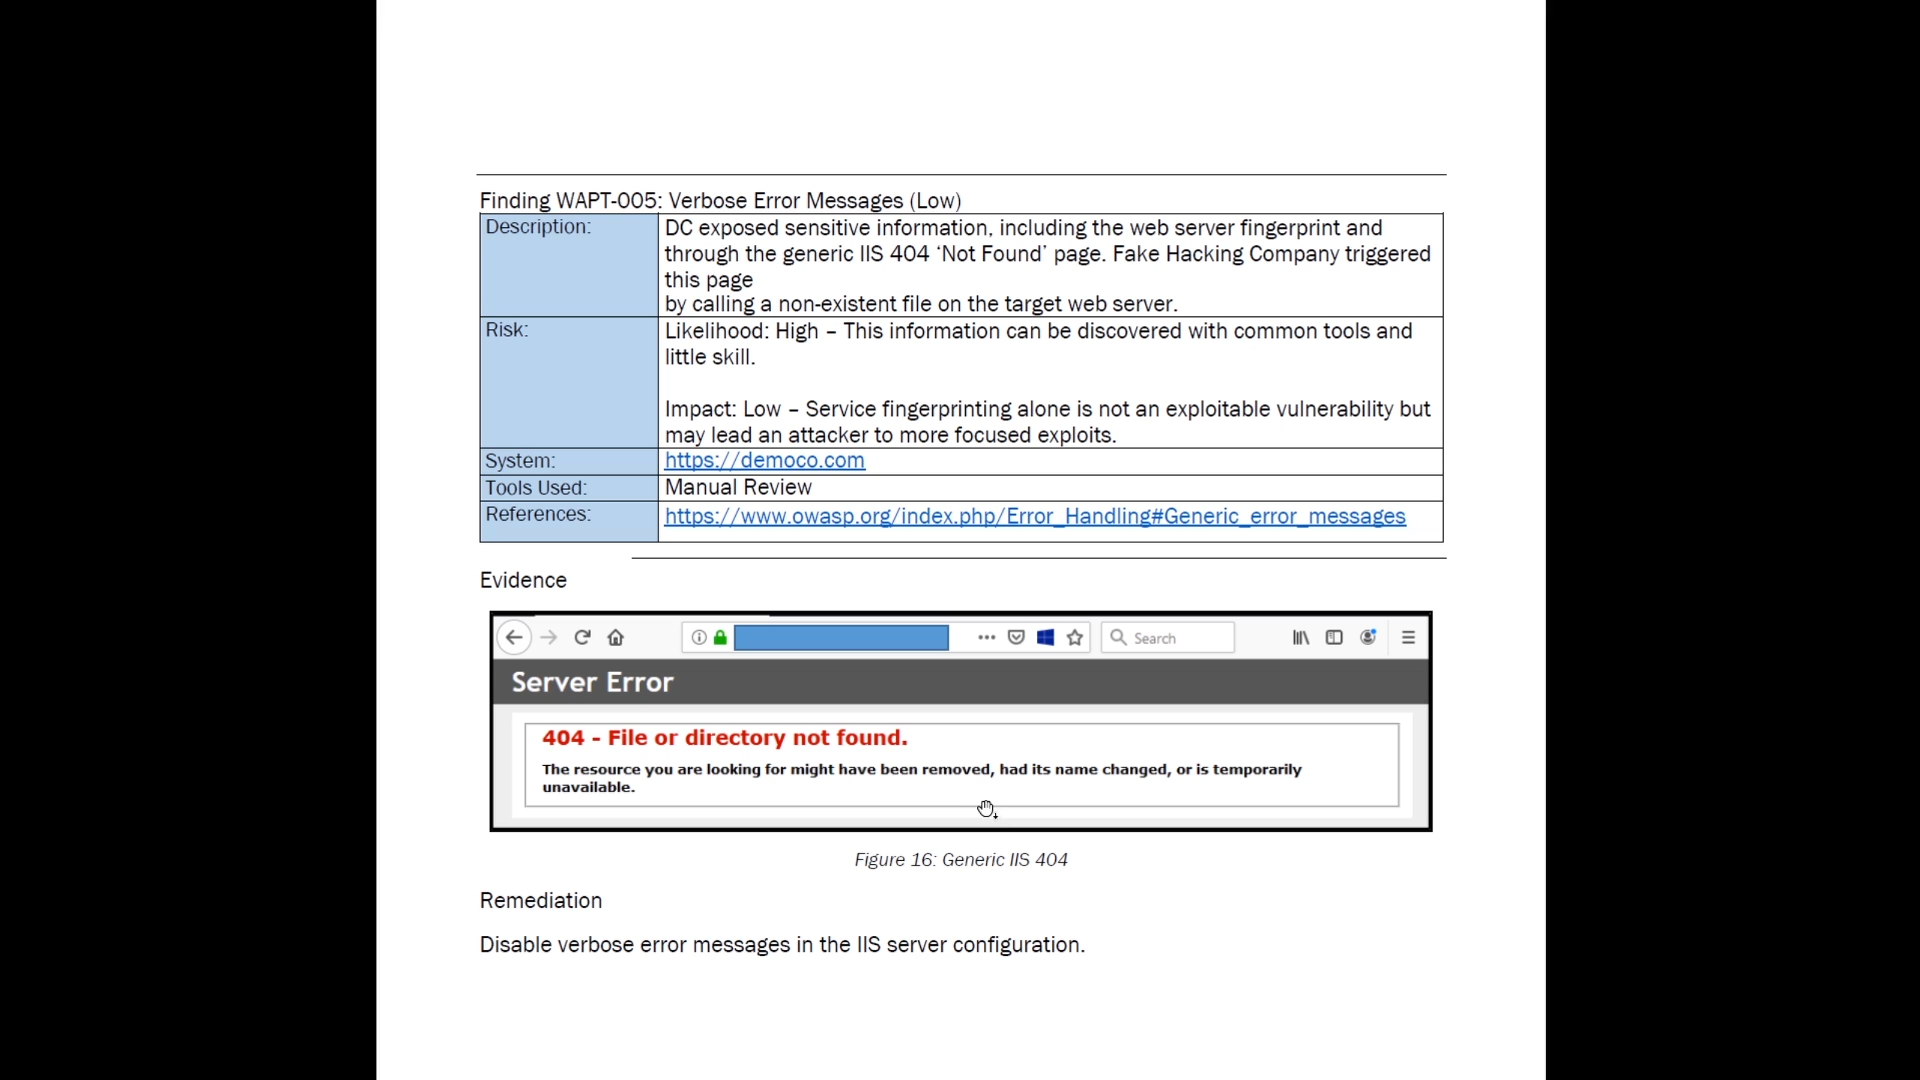 Finding WAPT-005: Verbose Error Messages (Low)
Description:
DC exposed sensitive information, including the web server fingerprint and
through the generic IIS 404 ‘Not Found’ page. Fake Hacking Company triggered
this page
by calling a non-existent file on the target web server.
Risk:
Likelihood: High – This information can be discovered with common tools and
little skill.
Impact: Low – Service fingerprinting alone is not an exploitable vulnerability but
may lead an attacker to more focused exploits.
System:
https://democo.com
Tools Used:
Manual Review
References:
https://www.owasp.org/index.php/Error_Handling#Generic_error_messages
Evidence
Search
Server Error
404 - File or directory not found.
The resource you are looking for might have been removed, had its name changed, or is temporarily
unavailable.
Figure 16: Generic IIS 404
Remediation
Disable verbose error messages in the IIS server configuration.